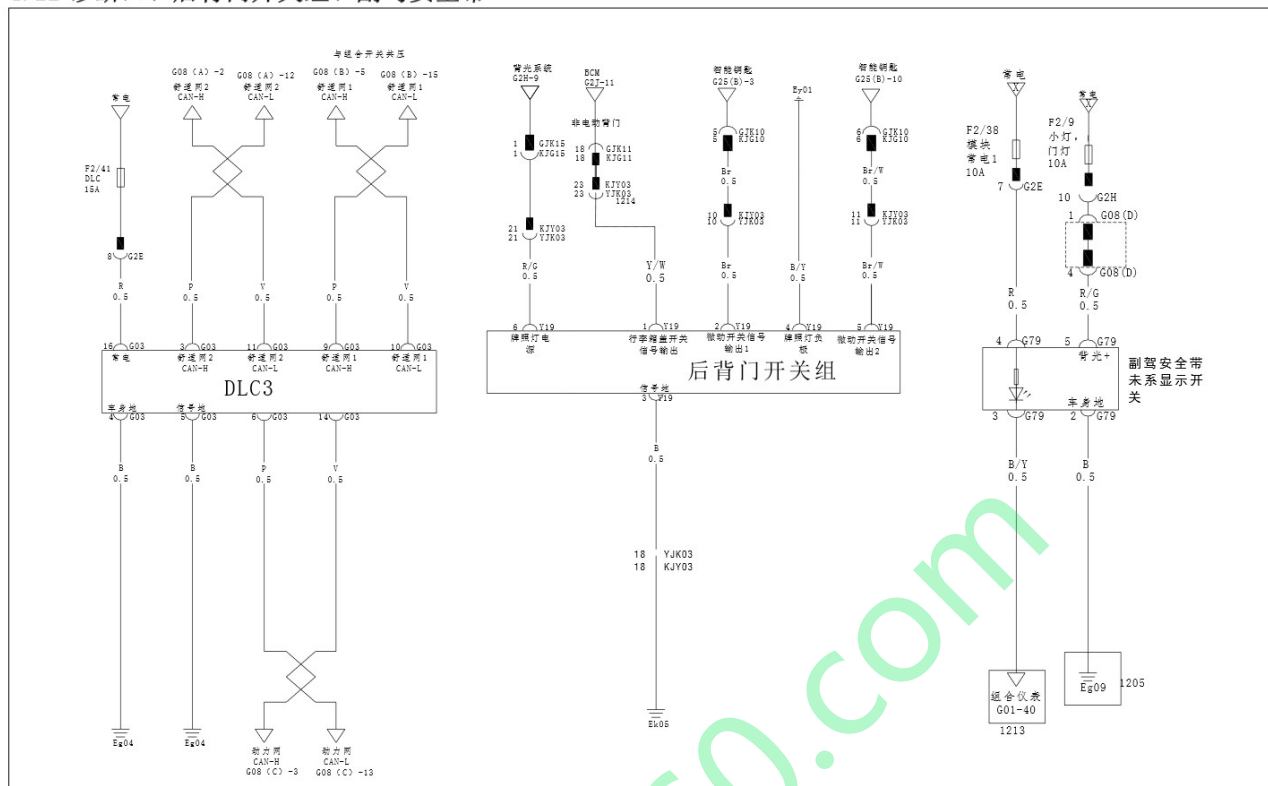 与组合开关共压
G08 (A) -2
舒适网2
CAN-H
G08 (A) -12
舒适网2
CAN-L
G08 (B) -5
舒适网1
CAN-H
G08 (B) -15
舒适网1
CAN-L
常电
F2/41
DLC
15A
8 G2E
R
0.5
P
0.5
V
0.5
P
0.5
V
0.5
16 G03
3 G03
11 G03
9 G03
10 G03
常电
舒适网2
CAN-H
舒适网2
CAN-L
舒适网1
CAN-H
舒适网1
CAN-L
DLC3
车身地
信号地
4 G03
5 G03
6 G03
14 G03
B
0.5
B
0.5
P
0.5
V
0.5
Eg04
Eg04
动力网
CAN-H
G08 (C) -3
动力网
CAN-L
G08 (C) -13
背光系统
G2H-9
BCM
G2J-11
智能钥匙
G25(B)-3
Ey01
智能钥匙
G25(B)-10
非电动背门
1 GJK15
1 KJG15
18 GJK11
18 KJG11
5 GJK10
5 KJG10
6 GJK10
6 KJG10
Br
0.5
Br/W
0.5
21 KJY03
21 YJK03
23 KJY03
23 YJK03
1214
10 KJY03
10 YJK03
11 KJY03
11 YJK03
R/G
0.5
Y/W
0.5
Br
0.5
B/Y
0.5
Br/W
0.5
6 Y19
1 Y19
2 Y19
4 Y19
5 Y19
牌照灯电
源
行李箱盖开关
信号输出
微动开关信号
输出1
牌照灯负
极
微动开关信号
输出2
后背门开关组
信号地
3 Y19
B
0.5
18 YJK03
18 KJY03
Ek05
常电
X
F2/38
模块
常电1
10A
7 G2E
常电
X
F2/9
小灯，
门灯
10A
10 G2H
1 G08(D)
4 G08(D)
R
0.5
R/G
0.5
4 G79
5 G79
背光+
车身地
副驾安全带
未系显示开
关
3 G79
2 G79
B/Y
0.5
B
0.5
组合仪表
G01-40
1213
Eg09
1205
60.com